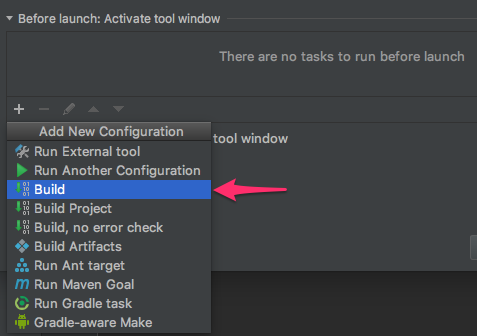 Before launch: Activate tool window
There are no tasks to run before launch
Add New Configuration
tool window
Run External tool
Run Another Configuration
Build
Build Project
Build, no error check
Build Artifacts
Run Ant target
Run Maven Goal
Run Gradle task
Gradle-aware Make